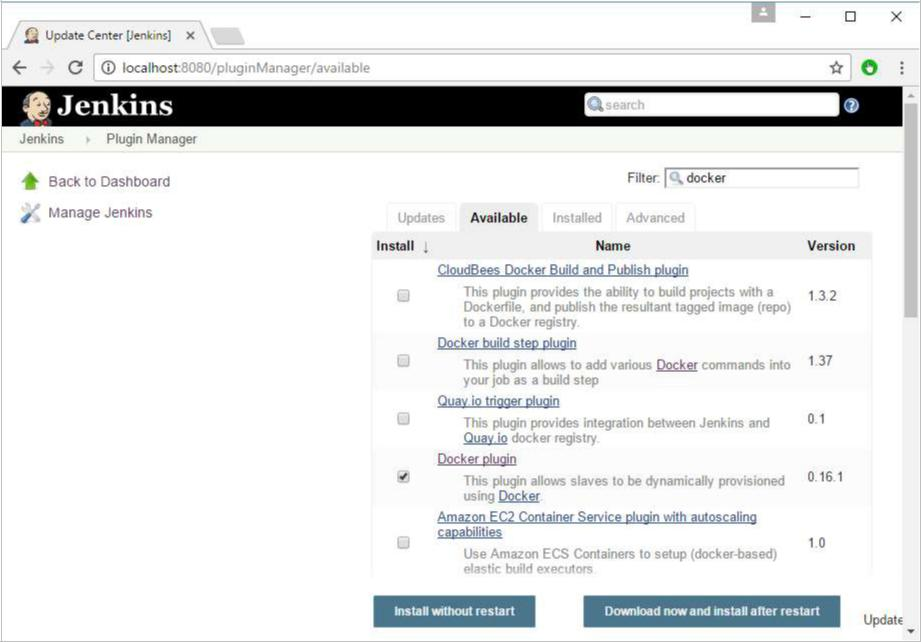 Update Center [Jenkins]
localhost:8080/pluginManager/available
Jenkins
search
Jenkins
Plugin Manager
Back to Dashboard
Manage Jenkins
Filter: docker
Updates Available Installed Advanced
Install ↓ Name Version
CloudBees Docker Build and Publish plugin
This plugin provides the ability to build projects with a
Dockerfile, and publish the resultant tagged image (repo)
to a Docker registry.
1.3.2
Docker build step plugin
This plugin allows to add various Docker commands into
your job as a build step
1.37
Quay.io trigger plugin
This plugin provides integration between Jenkins and
Quay.io docker registry.
0.1
Docker plugin
This plugin allows slaves to be dynamically provisioned
using Docker.
0.16.1
Amazon EC2 Container Service plugin with autoscaling
capabilities
Use Amazon ECS Containers to setup (docker-based)
elastic build executors.
1.0
Install without restart
Download now and install after restart
Update